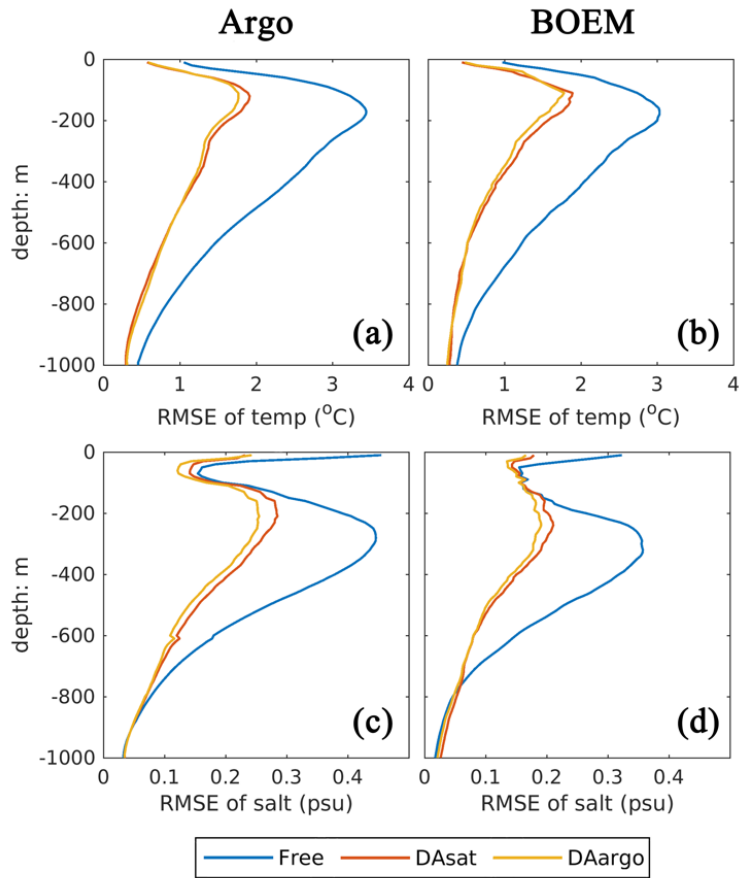 Argo BOEM
0
-200
-400
-600
-800
-1000
depth: m
(a) (b)
0 1 2 3 4 0 1 2 3 4
RMSE of temp (°C) RMSE of temp (°C)
0
-200
-400
-600
-800
-1000
depth: m
(c) (d)
0 0.1 0.2 0.3 0.4 0 0.1 0.2 0.3 0.4
RMSE of salt (psu) RMSE of salt (psu)
Free DAsat DAargo